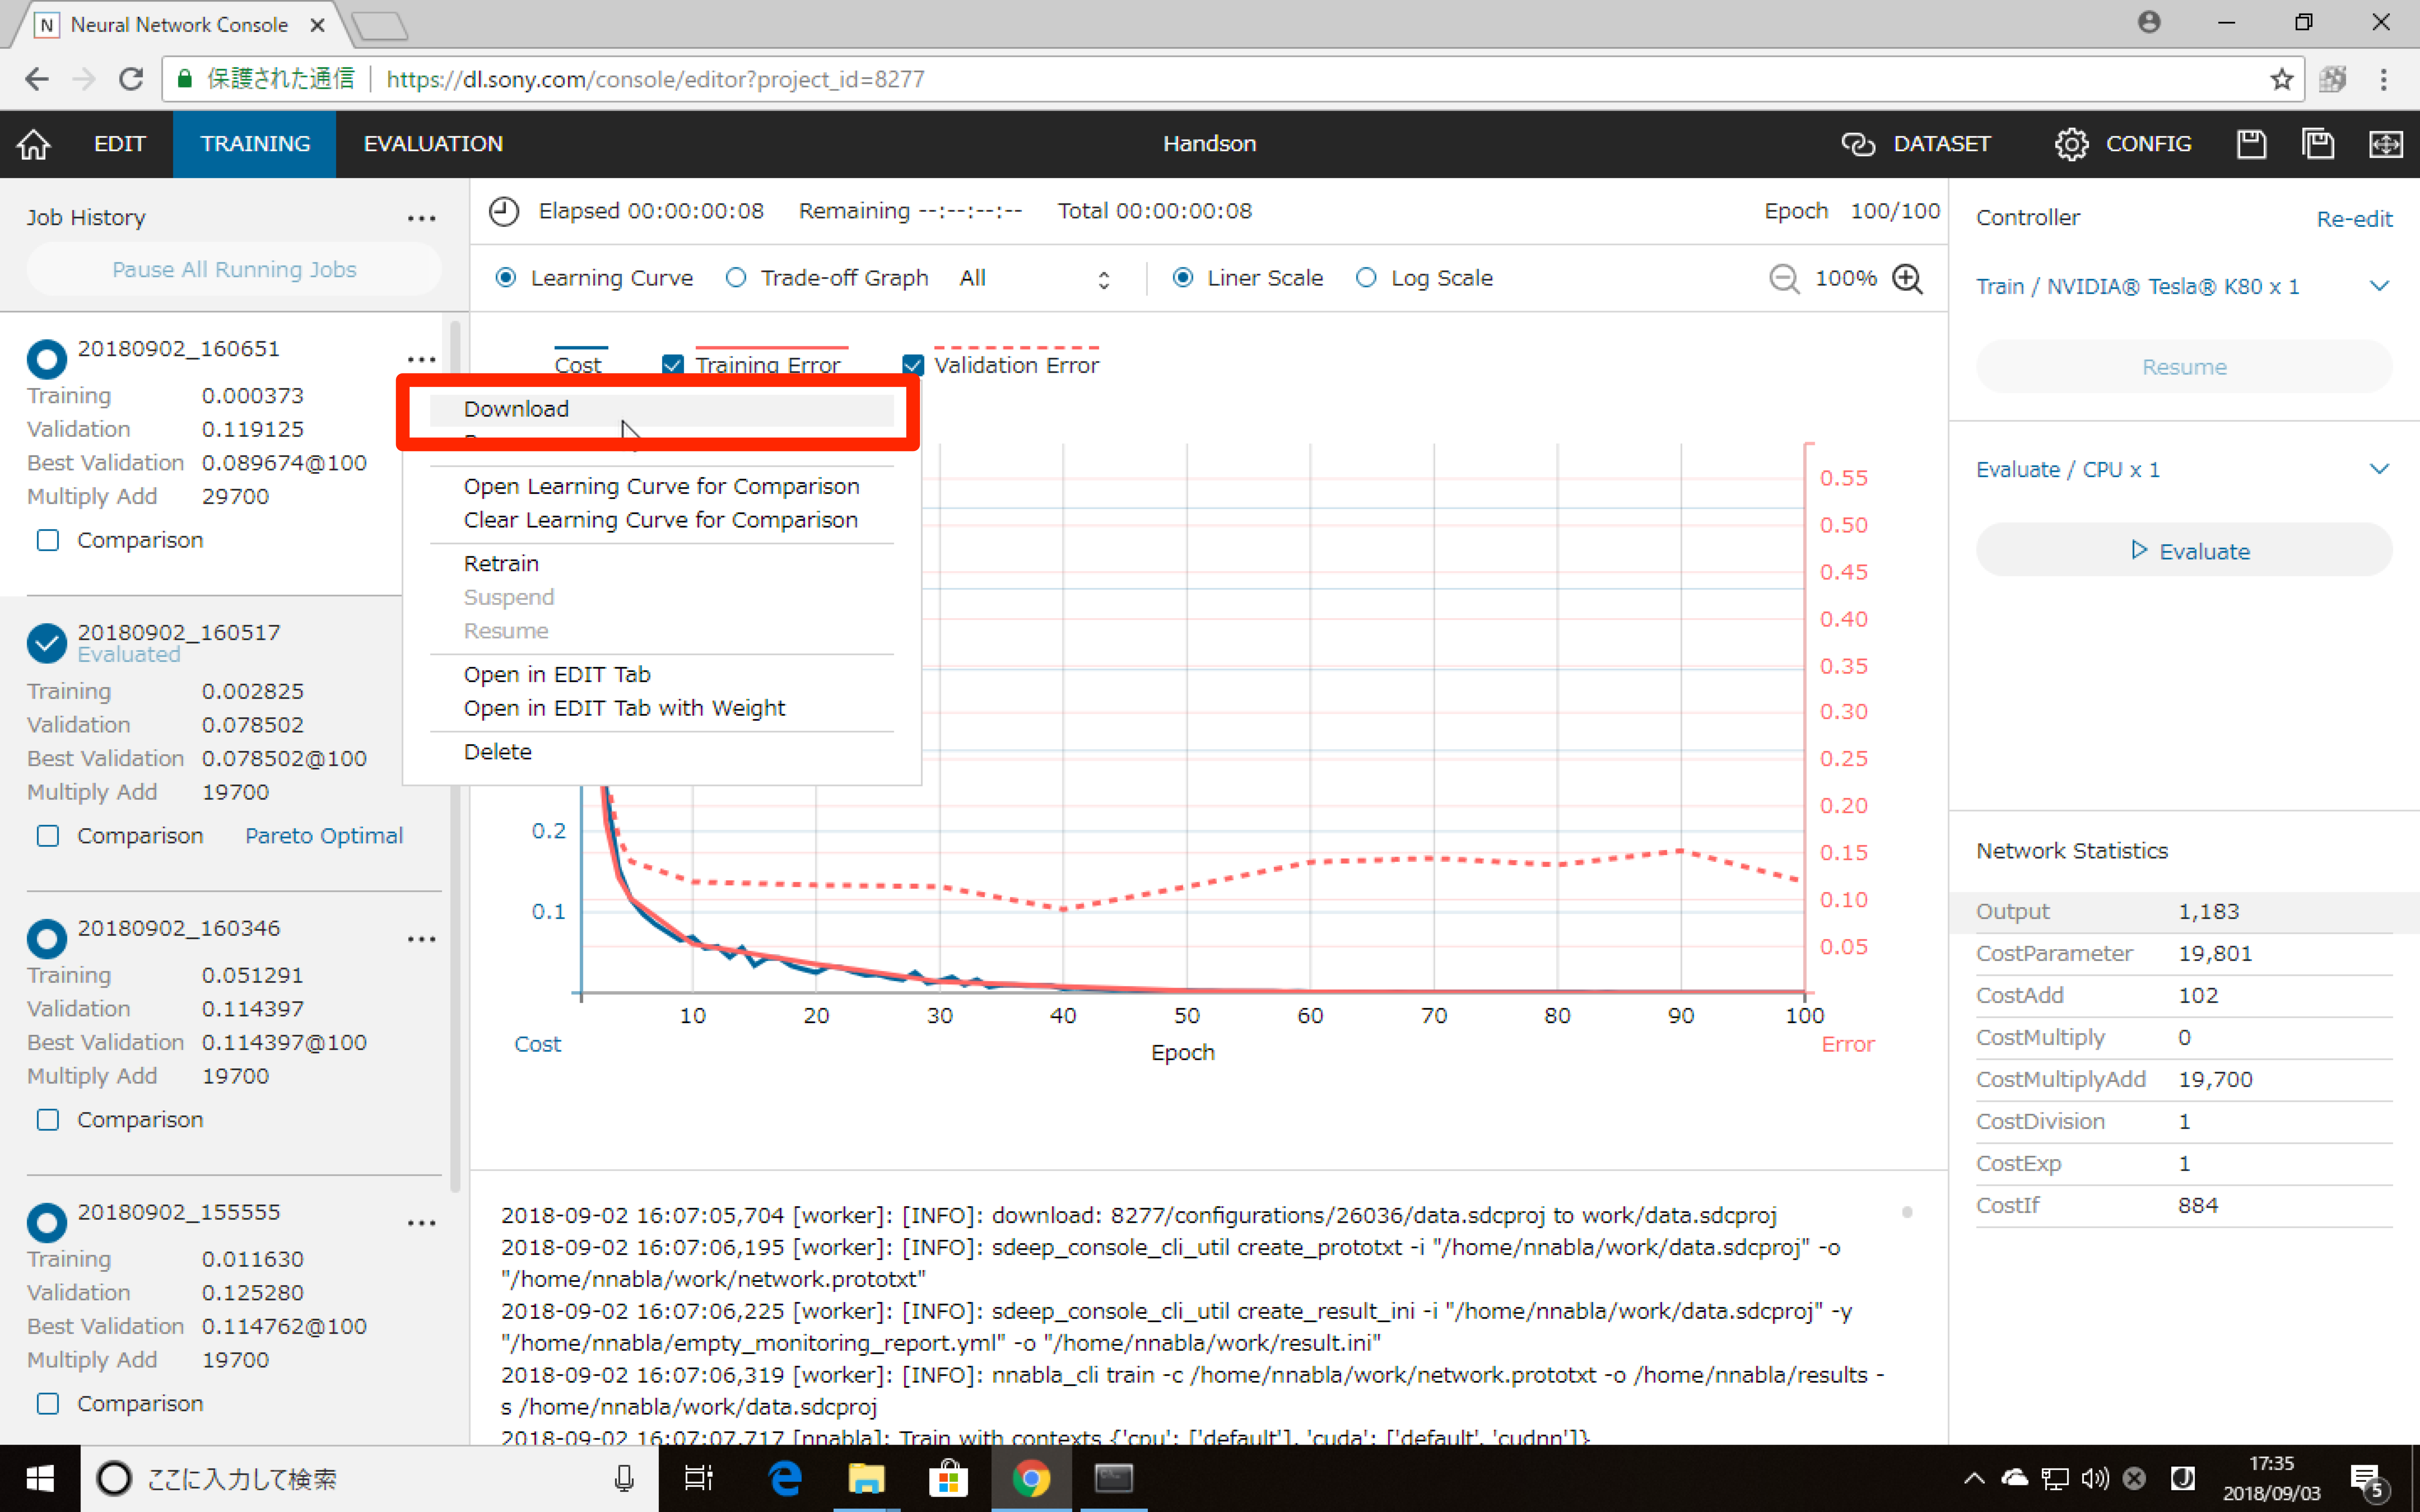 N Neural Network Console
保護された通信 https://dl.sony.com/console/editor?project_id=8277
EDIT TRAINING EVALUATION Handson DATASET CONFIG
Job History
Pause All Running Jobs
20180902_160651
Training 0.000373
Validation 0.119125
Best Validation 0.089674@100
Multiply Add 29700
Comparison
20180902_160517
Evaluated
Training 0.002825
Validation 0.078502
Best Validation 0.078502@100
Multiply Add 19700
Comparison Pareto Optimal
20180902_160346
Training 0.051291
Validation 0.114397
Best Validation 0.114397@100
Multiply Add 19700
Comparison
20180902_155555
Training 0.011630
Validation 0.125280
Best Validation 0.114762@100
Multiply Add 19700
Comparison
Elapsed 00:00:00:08 Remaining --:--:--:-- Total 00:00:00:08 Epoch 100/100
Learning Curve Trade-off Graph All Liner Scale Log Scale 100%
Cost Training Error Validation Error
Download
Open Learning Curve for Comparison
Clear Learning Curve for Comparison
Retrain
Suspend
Resume
Open in EDIT Tab
Open in EDIT Tab with Weight
Delete
0.2
0.1
0.55
0.50
0.45
0.40
0.35
0.30
0.25
0.20
0.15
0.10
0.05
10 20 30 40 50 60 70 80 90 100
Cost Epoch Error
2018-09-02 16:07:05,704 [worker]: [INFO]: download: 8277/configurations/26036/data.sdcproj to work/data.sdcproj
2018-09-02 16:07:06,195 [worker]: [INFO]: sdeep_console_cli_util create_prototxt -i "/home/nnabla/work/data.sdcproj" -o
"/home/nnabla/work/network.prototxt"
2018-09-02 16:07:06,225 [worker]: [INFO]: sdeep_console_cli_util create_result_ini -i "/home/nnabla/work/data.sdcproj" -y
"/home/nnabla/empty_monitoring_report.yml" -o "/home/nnabla/work/result.ini"
2018-09-02 16:07:06,319 [worker]: [INFO]: nnabla_cli train -c /home/nnabla/work/network.prototxt -o /home/nnabla/results -
s /home/nnabla/work/data.sdcproj
2018-09-02 16:07:07,717 [nnabla]: Train with contexts {'cpu': ['default'], 'cuda': ['default', 'cudnn']}
Controller Re-edit
Train / NVIDIA® Tesla® K80 x 1
Resume
Evaluate / CPU x 1
Evaluate
Network Statistics
Output 1,183
CostParameter 19,801
CostAdd 102
CostMultiply 0
CostMultiplyAdd 19,700
CostDivision 1
CostExp 1
CostIf 884
ここに入力して検索
17:35
2018/09/03
5